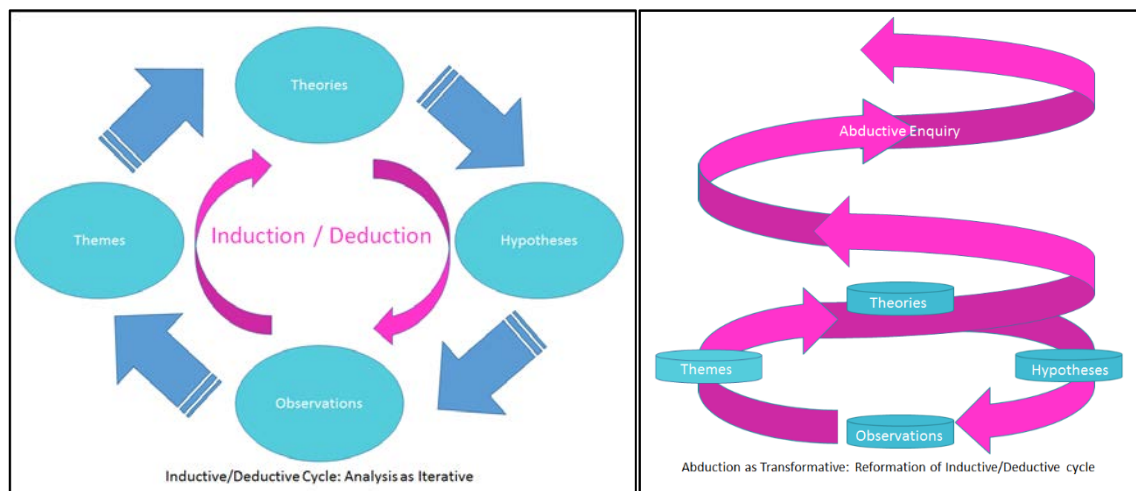 Theories
Induction / Deduction
Themes
Hypotheses
Observations
Inductive/Deductive Cycle: Analysis as Iterative
Abductive Enquiry
Theories
Themes
Hypotheses
Observations
Abduction as Transformative: Reformation of Inductive/Deductive cycle